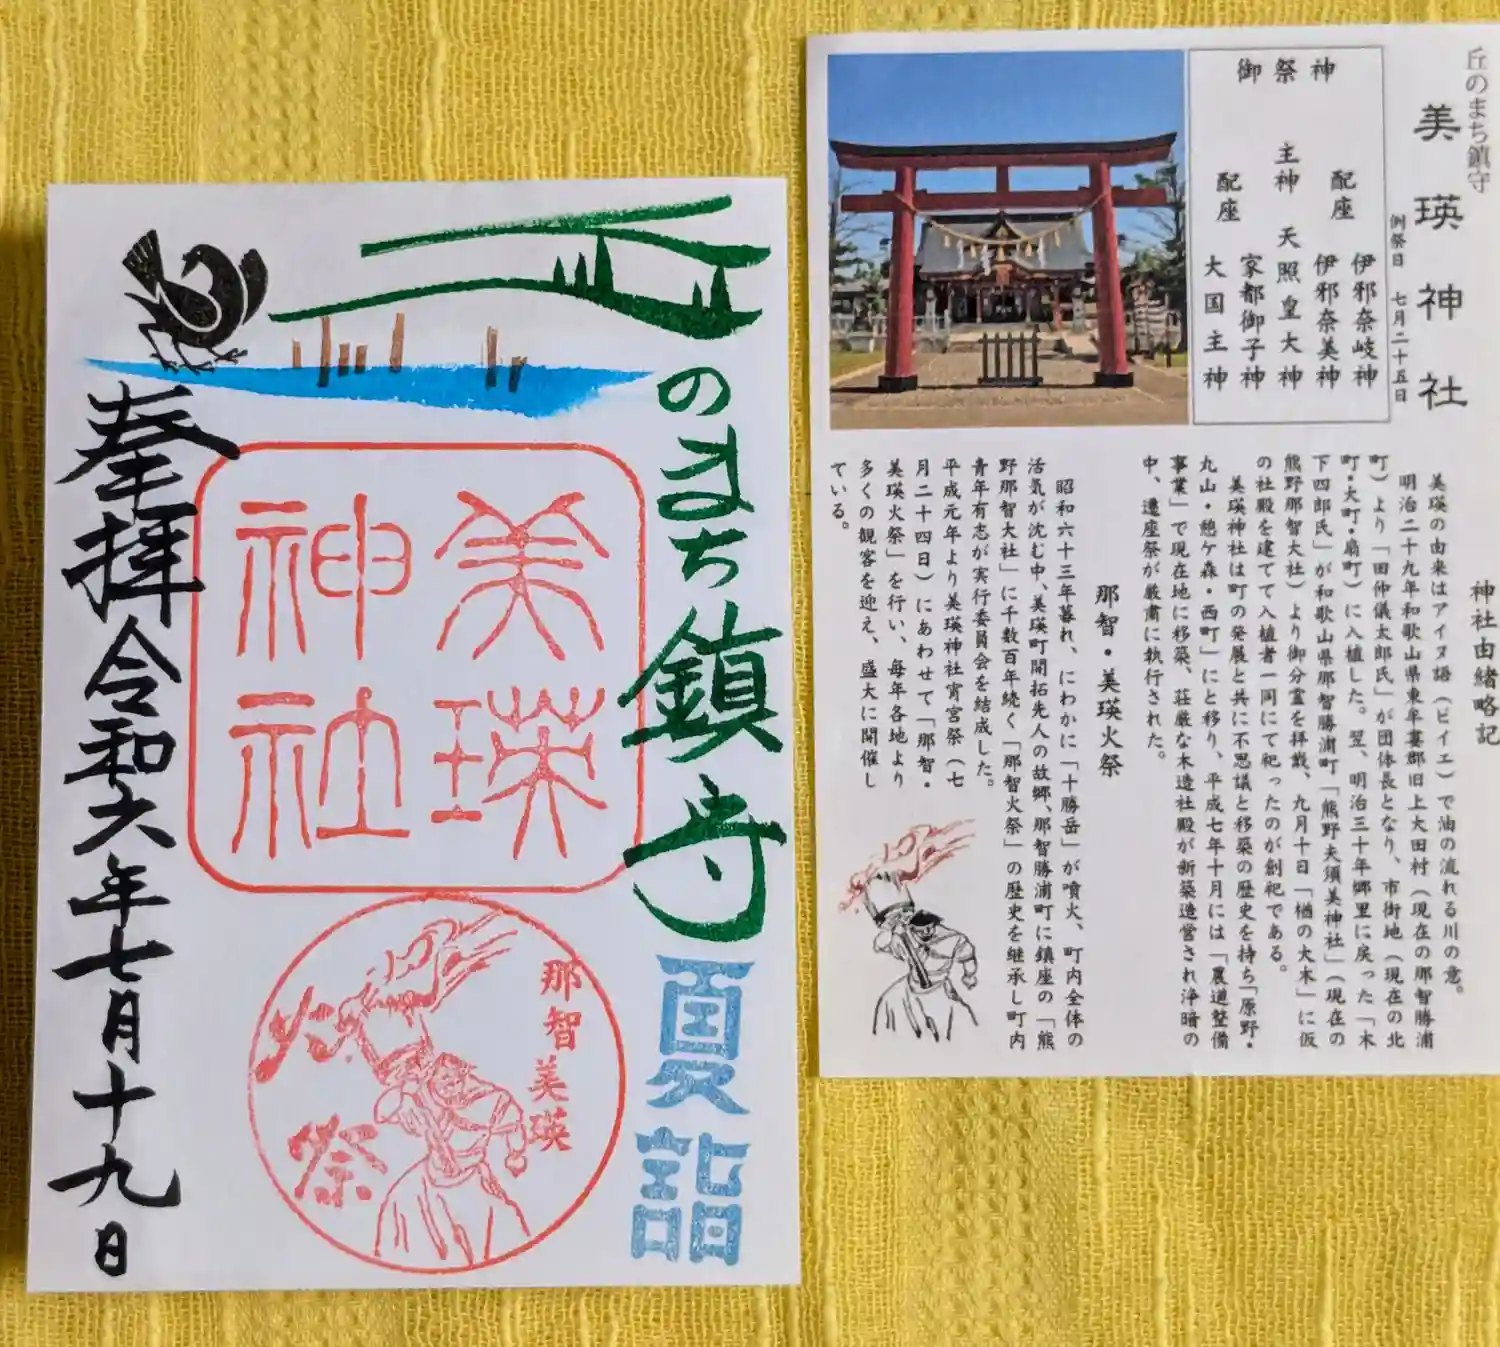 奉拝
令和六年七月十九日
美瑛
神社
のまち鎮守
夏詣
那智美瑛
火祭
丘のまち鎮守
美瑛神社
例祭日 七月二十五日
御祭神
配座 伊邪奈岐神
伊邪奈美神
主神 天照皇大神
配座 家都御子神
大国主神
神社由緒略記
美瑛の由来はアイヌ語（ピイエ）で油の流れる川の意。
明治二十九年和歌山県東牟婁郡旧上大田村（現在の那智勝浦
町）より「田仲儀太郎氏」が団体長となり、市街地（現在の北
町・大町・扇町）に入植した。翌、明治三十年郷里に戻った「木
下四郎氏」が和歌山県那智勝浦町「熊野夫須美神社」（現在の
熊野那智大社）より御分霊を拝戴、九月十日「楢の大木」に仮
の社殿を建てて入植者一同にて祀ったのが創祀である。
美瑛神社は町の発展と共に不思議と移築の歴史を持ち「原野・
丸山・憩ケ森・西町」にと移り、平成七年十月には「農道整備
事業」で現在地に移築、荘厳な木造社殿が新築造営され浄暗の
中、遷座祭が厳粛に執行された。
那智・美瑛火祭
昭和六十三年暮れ、にわかに「十勝岳」が噴火、町内全体の
活気が沈む中、美瑛町開拓先人の故郷、那智勝浦町に鎮座の「熊
野那智大社」に千数百年続く「那智火祭」の歴史を継承し町内
青年有志が実行委員会を結成した。
平成元年より美瑛神社宵宮祭（七
月二十四日）にあわせて「那智・
美瑛火祭」を行い、毎年各地より
多くの観客を迎え、盛大に開催し
ている。